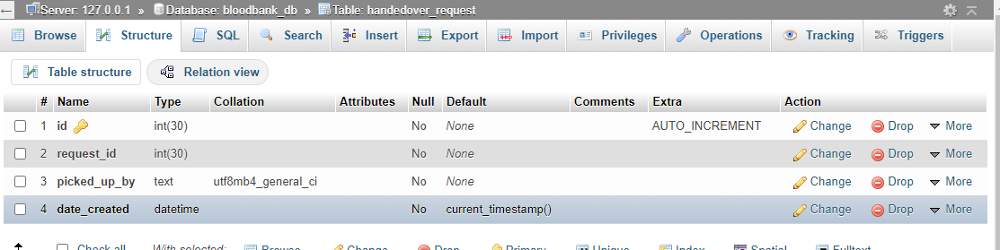 Server: 127.0.0.1 » Database: bloodbank_db » Table: handedover_request
Browse Structure SQL Search Insert Export Import Privileges Operations Tracking Triggers
Table structure Relation view
# Name Type Collation Attributes Null Default Comments Extra Action
1 id int(30) No None AUTO_INCREMENT Change Drop More
2 request_id int(30) No None Change Drop More
3 picked_up_by text utf8mb4_general_ci No None Change Drop More
4 date_created datetime No current_timestamp() Change Drop More
Check all With selected: Browse Change Drop Primary Unique Index Spatial Fulltext